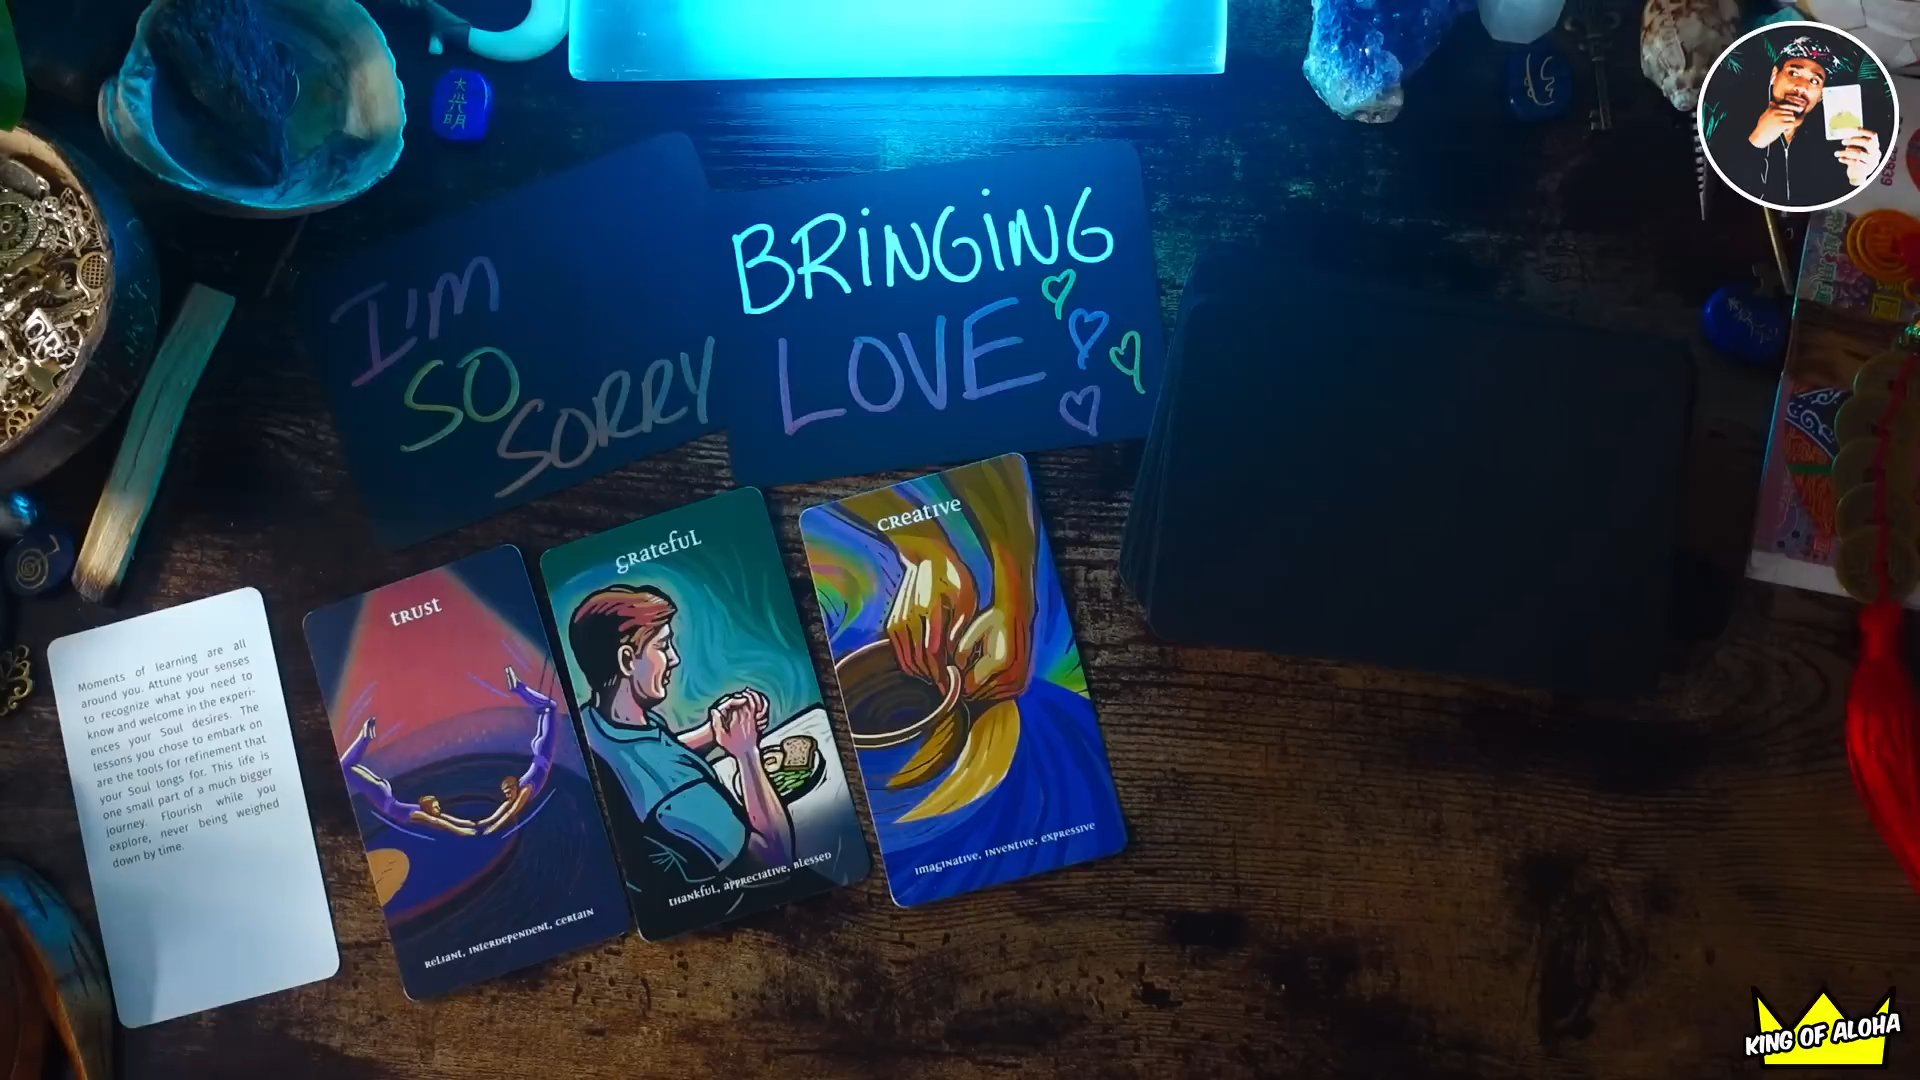 大
光
明
I'M
SO
SORRY
BRINGING
LOVE
Moments of learning are all
around you. Attune your senses
to recognize what you need to
know and welcome in the experi-
ences your Soul desires. The
lessons you chose to embark on
are the tools for refinement that
your Soul longs for. This life is
one small part of a much bigger
journey. Flourish while you
explore, never being weighed
down by time.
TRUST
RELIANT, INTERDEPENDENT, CERTAIN
GRATEFUL
THANKFUL, APPRECIATIVE, BLESSED
CREATIVE
IMAGINATIVE, INVENTIVE, EXPRESSIVE
KING OF ALOHA